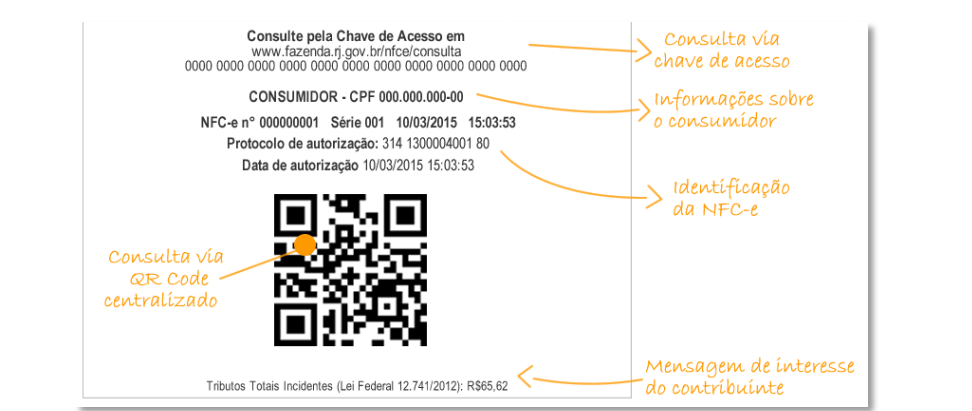 Consulte pela Chave de Acesso em
www.fazenda.rj.gov.br/nfce/consulta
0000 0000 0000 0000 0000 0000 0000 0000 0000 0000 0000
CONSUMIDOR - CPF 000.000.000-00
NFC-e n° 000000001 Série 001 10/03/2015 15:03:53
Protocolo de autorização: 314 1300004001 80
Data de autorização 10/03/2015 15:03:53
Consulta via
chave de acesso
Informações sobre
o consumidor
Identificação
da NFC-e
Consulta via
QR Code
centralizado
Tributos Totais Incidentes (Lei Federal 12.741/2012): R$65,62
Mensagem de interesse
do contribuinte